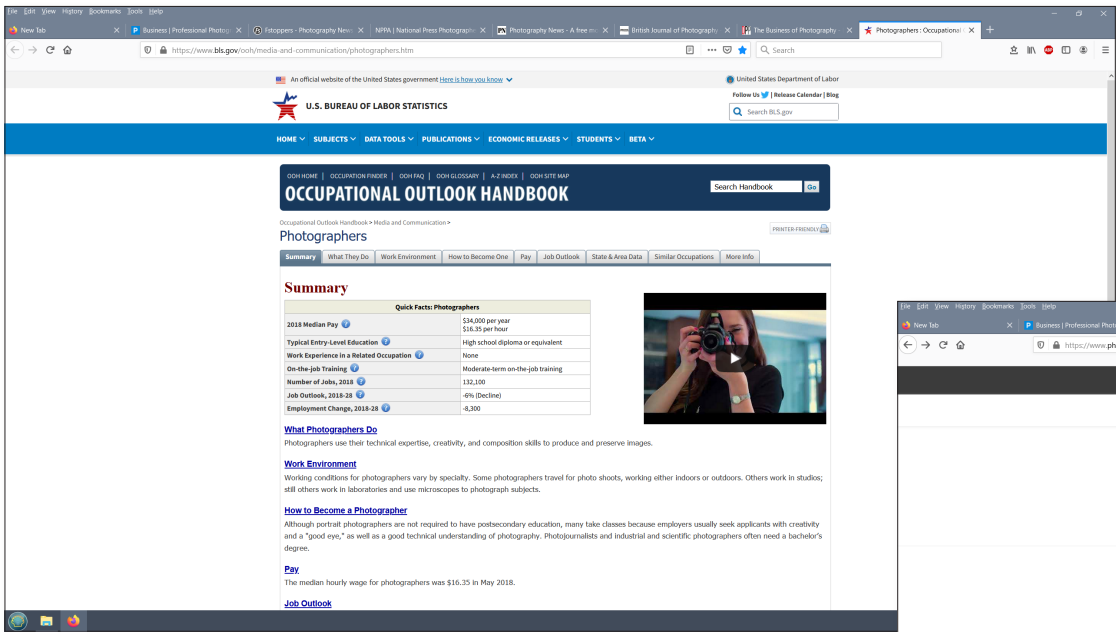 File Edit View History Bookmarks Tools Help
New Tab
Business | Professional Photogr
Fstoppers - Photography News
NPPA | National Press Photograph
Photography News - A free mo
British Journal of Photography
The Business of Photography -
Photographers : Occupational
https://www.bls.gov/ooh/media-and-communication/photographers.htm
Search
An official website of the United States government Here is how you know
United States Department of Labor
Follow Us | Release Calendar | Blog
U.S. BUREAU OF LABOR STATISTICS
Search BLS.gov
HOME SUBJECTS DATA TOOLS PUBLICATIONS ECONOMIC RELEASES STUDENTS BETA
OOH HOME | OCCUPATION FINDER | OOH FAQ | OOH GLOSSARY | A-Z INDEX | OOH SITE MAP
OCCUPATIONAL OUTLOOK HANDBOOK
Search Handbook Go
Occupational Outlook Handbook > Media and Communication >
Photographers
PRINTER-FRIENDLY
Summary What They Do Work Environment How to Become One Pay Job Outlook State & Area Data Similar Occupations More Info
Summary
Quick Facts: Photographers
2018 Median Pay $34,000 per year
$16.35 per hour
Typical Entry-Level Education High school diploma or equivalent
Work Experience in a Related Occupation None
On-the-job Training Moderate-term on-the-job training
Number of Jobs, 2018 132,100
Job Outlook, 2018-28 -6% (Decline)
Employment Change, 2018-28 -8,300
What Photographers Do
Photographers use their technical expertise, creativity, and composition skills to produce and preserve images.
Work Environment
Working conditions for photographers vary by specialty. Some photographers travel for photo shoots, working either indoors or outdoors. Others work in studios;
still others work in laboratories and use microscopes to photograph subjects.
How to Become a Photographer
Although portrait photographers are not required to have postsecondary education, many take classes because employers usually seek applicants with creativity
and a "good eye," as well as a good technical understanding of photography. Photojournalists and industrial and scientific photographers often need a bachelor's
degree.
Pay
The median hourly wage for photographers was $16.35 in May 2018.
Job Outlook
File Edit View History Bookmarks Tools Help
New Tab
Business | Professional Phot
https://www.ph